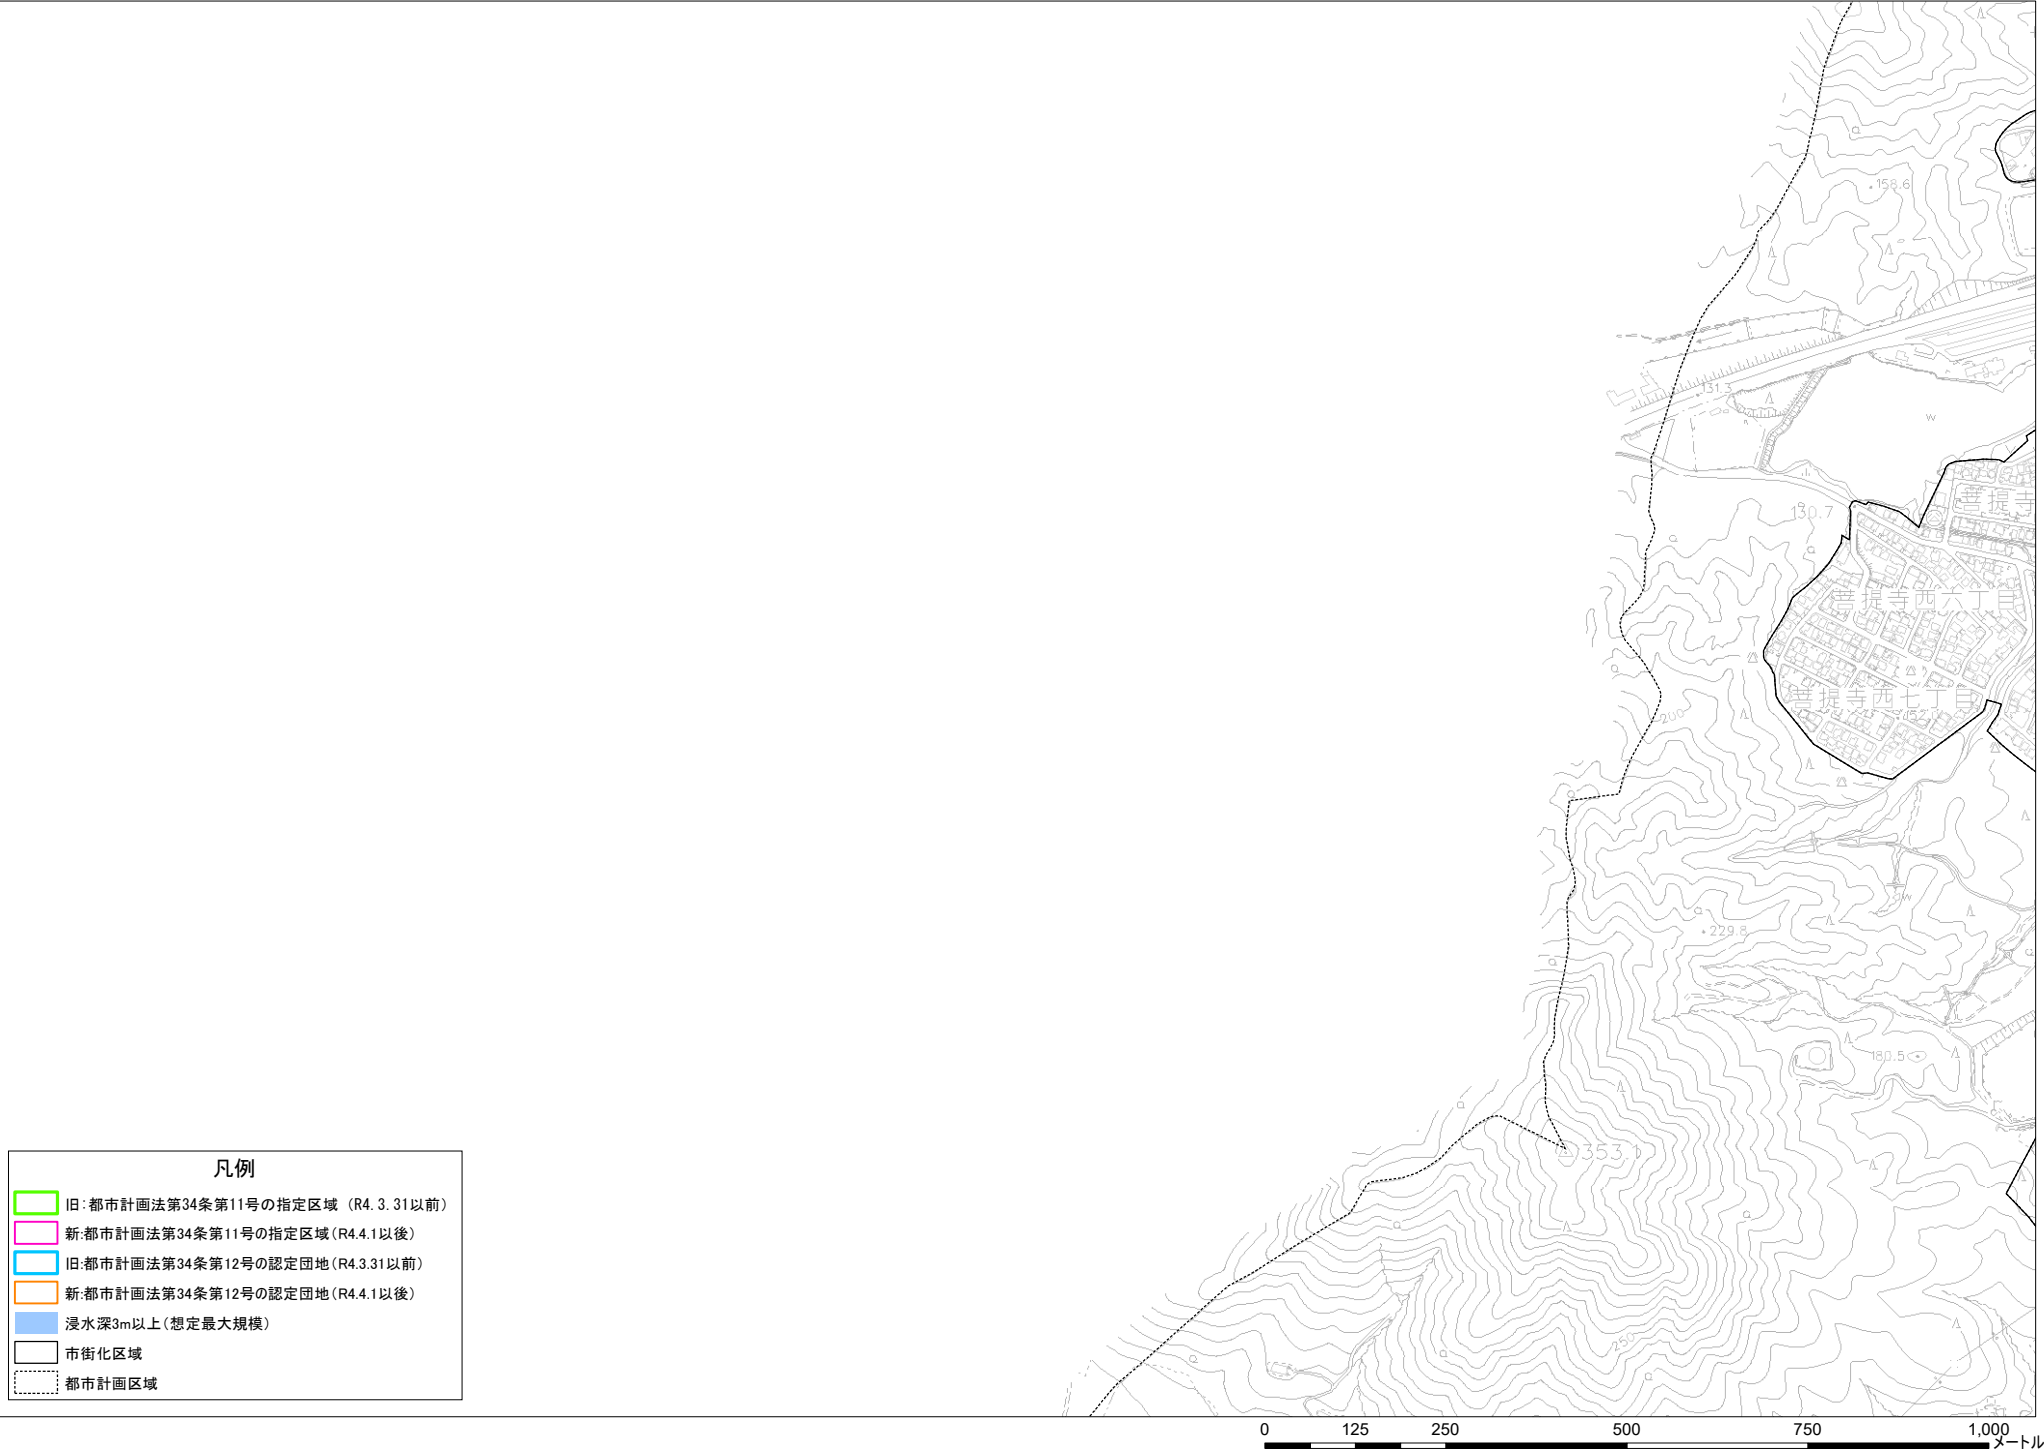 158.6
131.3
130.7
菩提寺
菩提寺西六丁目
菩提寺西七丁目
200
229.8
180.5
353.1
250
凡例
旧：都市計画法第34条第11号の指定区域（R4.3.31以前）
新:都市計画法第34条第11号の指定区域（R4.4.1以後）
旧:都市計画法第34条第12号の認定団地（R4.3.31以前）
新:都市計画法第34条第12号の認定団地（R4.4.1以後）
浸水深3m以上（想定最大規模）
市街化区域
都市計画区域
0 125 250 500 750 1,000
メートル